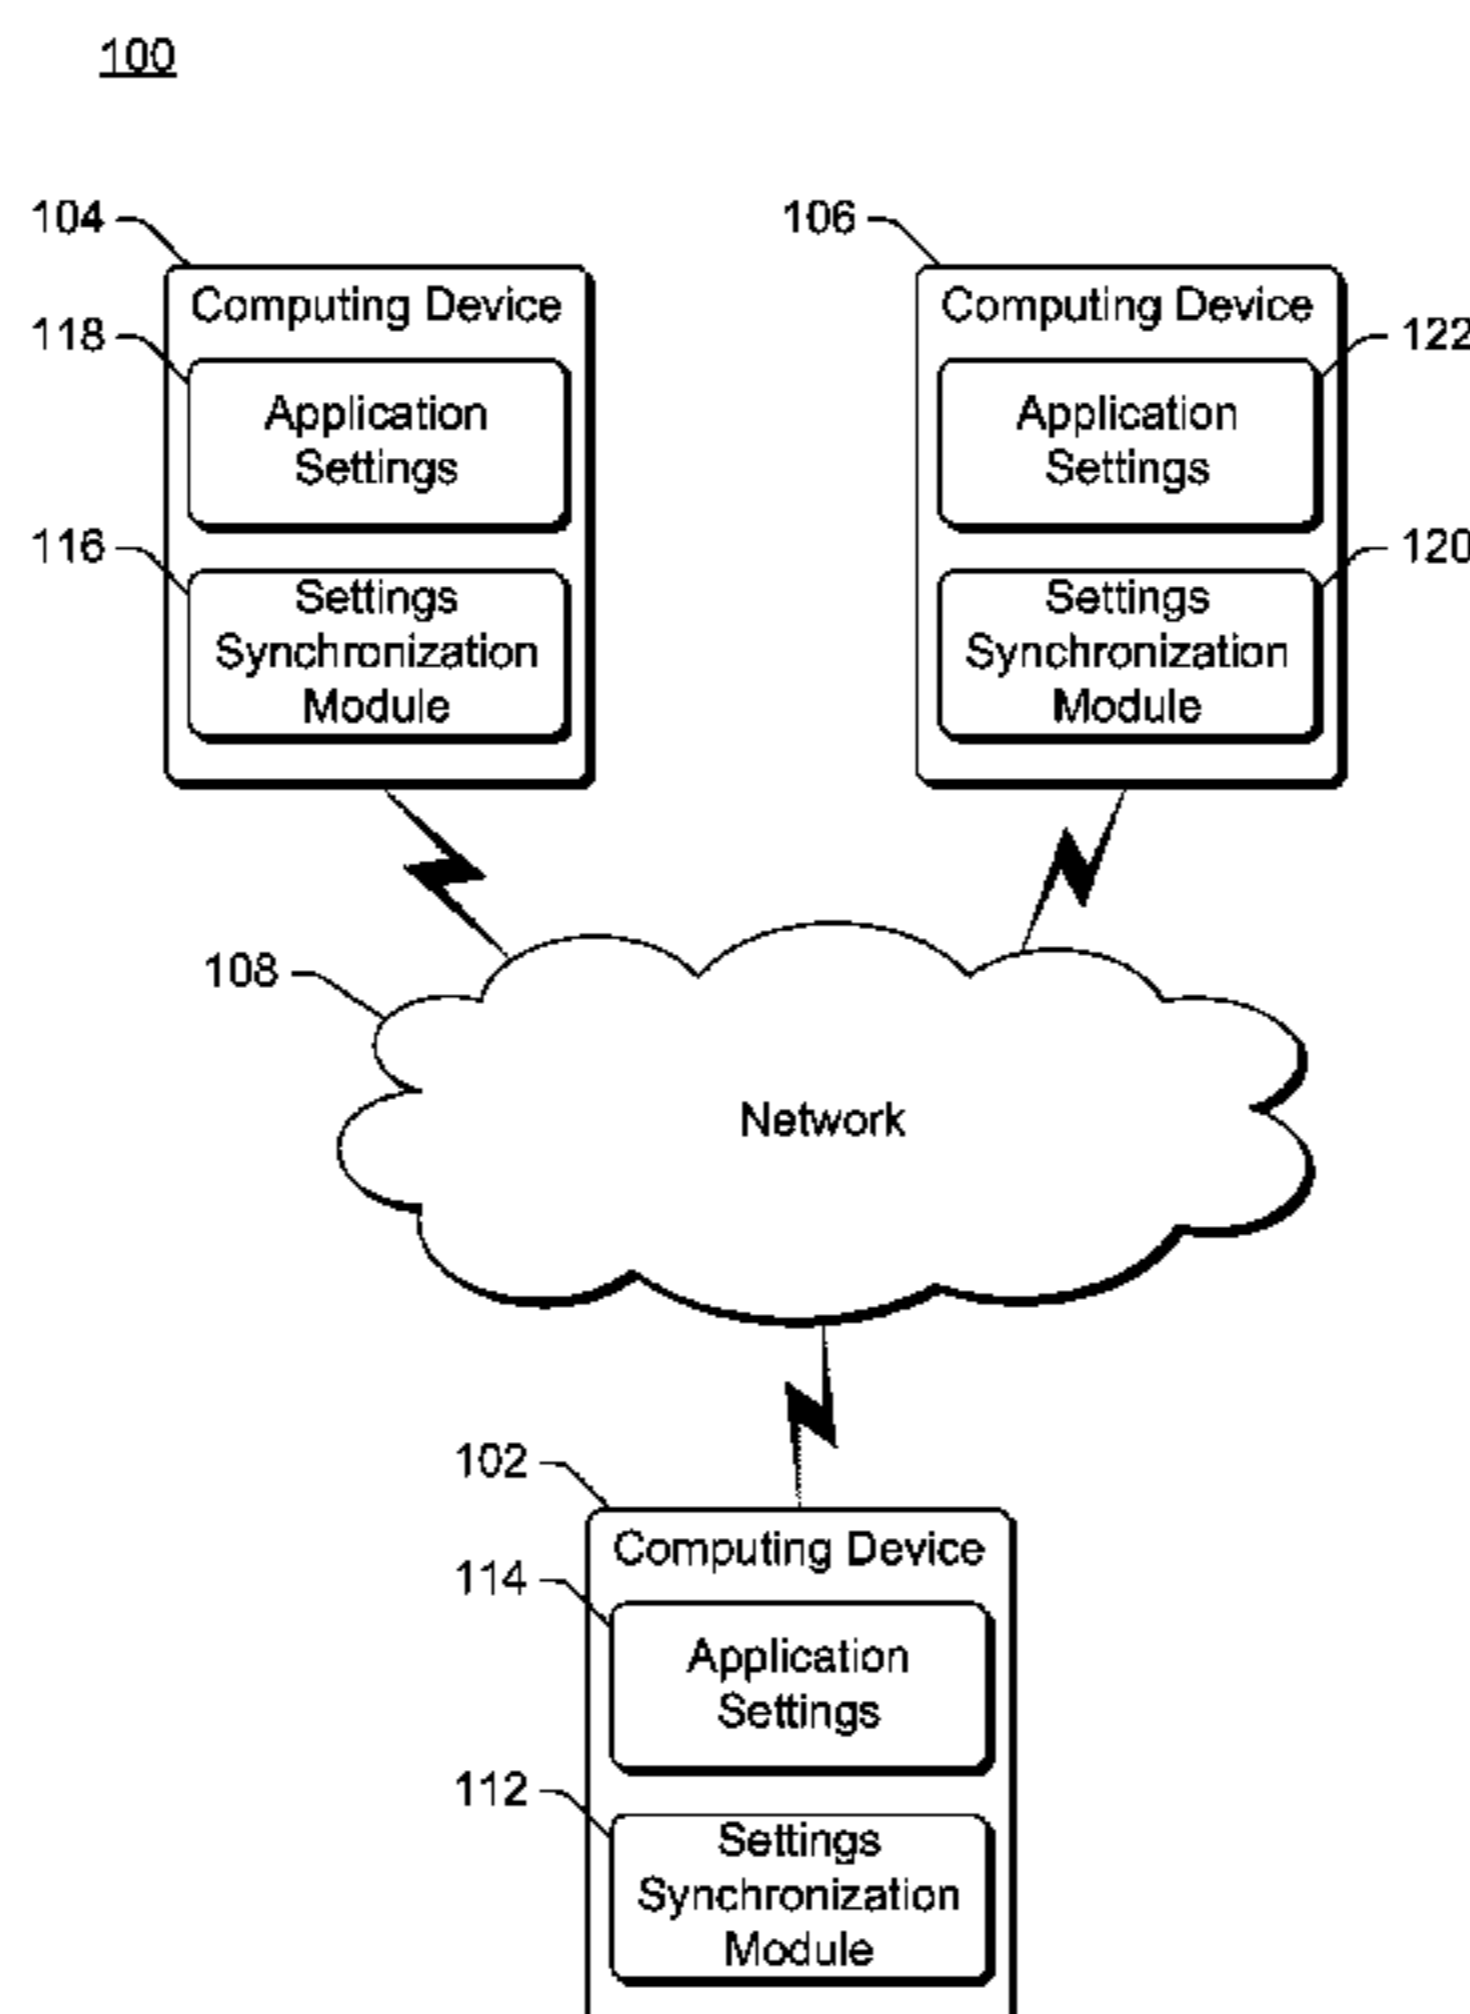 100
104
106
Computing Device
Computing Device
118
122
Application
Settings
Application
Settings
116
120
Settings
Synchronization
Module
Settings
Synchronization
Module
108
Network
102
Computing Device
114
Application
Settings
112
Settings
Synchronization
Module